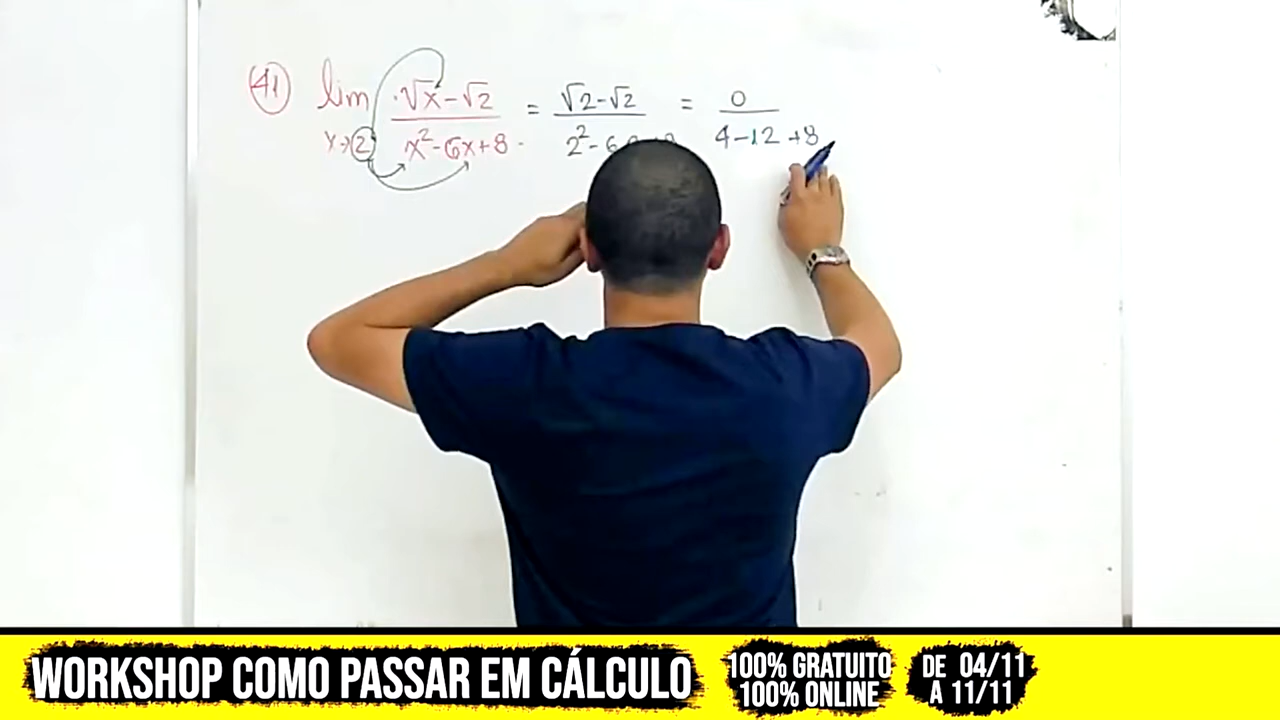 41 lim √x-√2 / x²-6x+8 = √2-√2 / 2²-6 = 0 / 4-12+8
x→2
WORKSHOP COMO PASSAR EM CÁLCULO
100% GRATUITO
100% ONLINE
DE 04/11
A 11/11